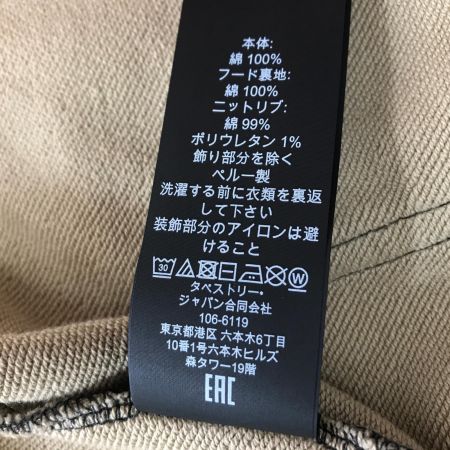 本体:
綿 100%
フード裏地:
綿 100%
ニットリブ:
綿 99%
ポリウレタン 1%
飾り部分を除く
ペルー製
洗濯する前に衣類を裏返
して下さい
装飾部分のアイロンは避
けること
30 W
タペストリー・
ジャパン合同会社
106-6119
東京都港区 六本木6丁目
10番1号六本木ヒルズ
森タワー19階
EAC